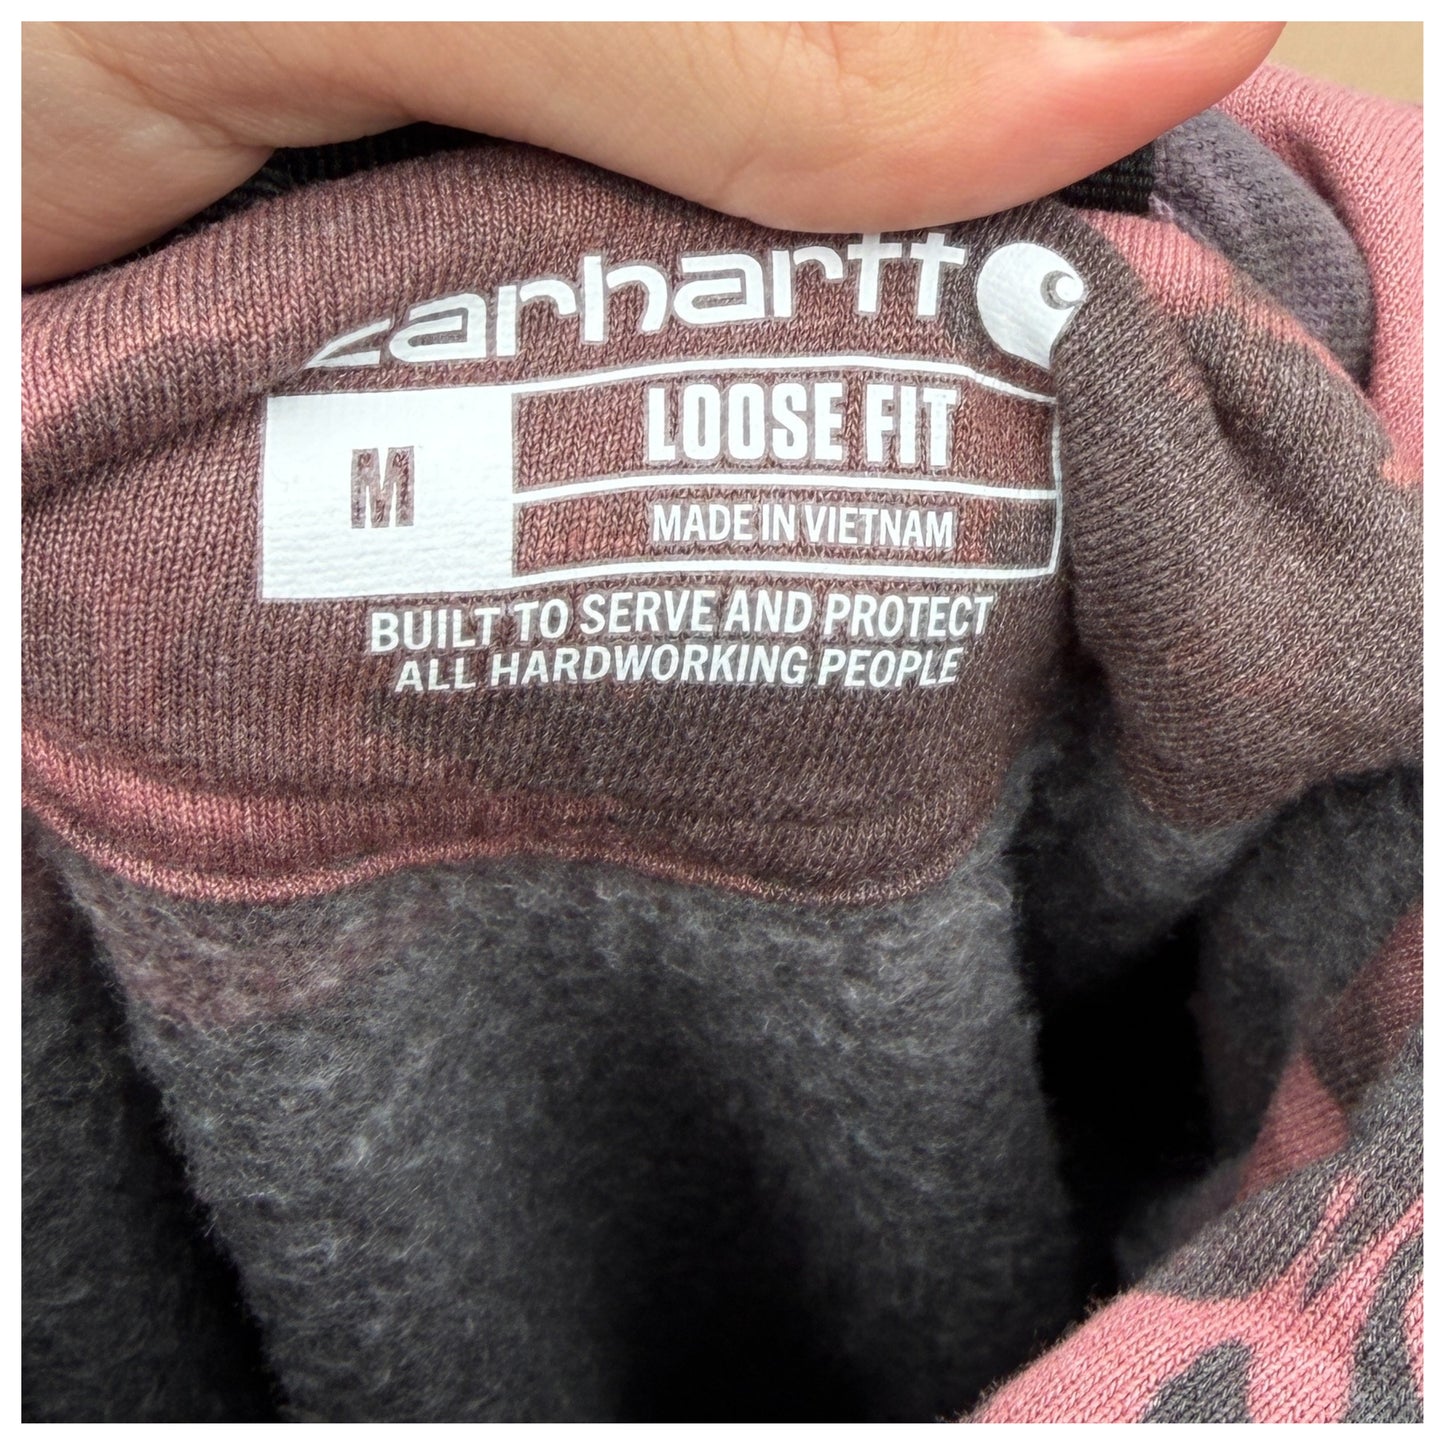 carhartt
M
LOOSE FIT
MADE IN VIETNAM
BUILT TO SERVE AND PROTECT
ALL HARDWORKING PEOPLE